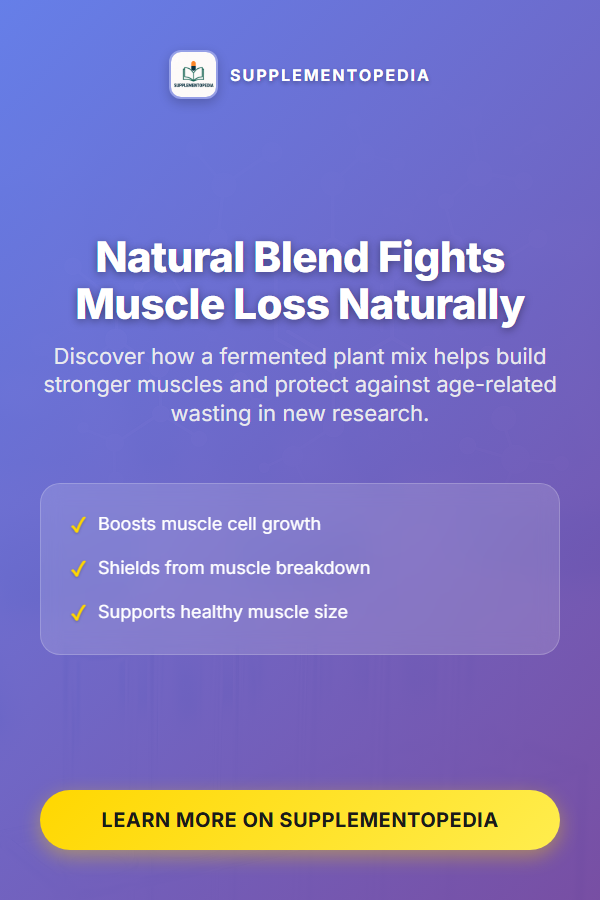 SUPPLEMENTOPEDIA
SUPPLEMENTOPEDIA
Natural Blend Fights
Muscle Loss Naturally
Discover how a fermented plant mix helps build
stronger muscles and protect against age-related
wasting in new research.
✓ Boosts muscle cell growth
✓ Shields from muscle breakdown
✓ Supports healthy muscle size
LEARN MORE ON SUPPLEMENTOPEDIA